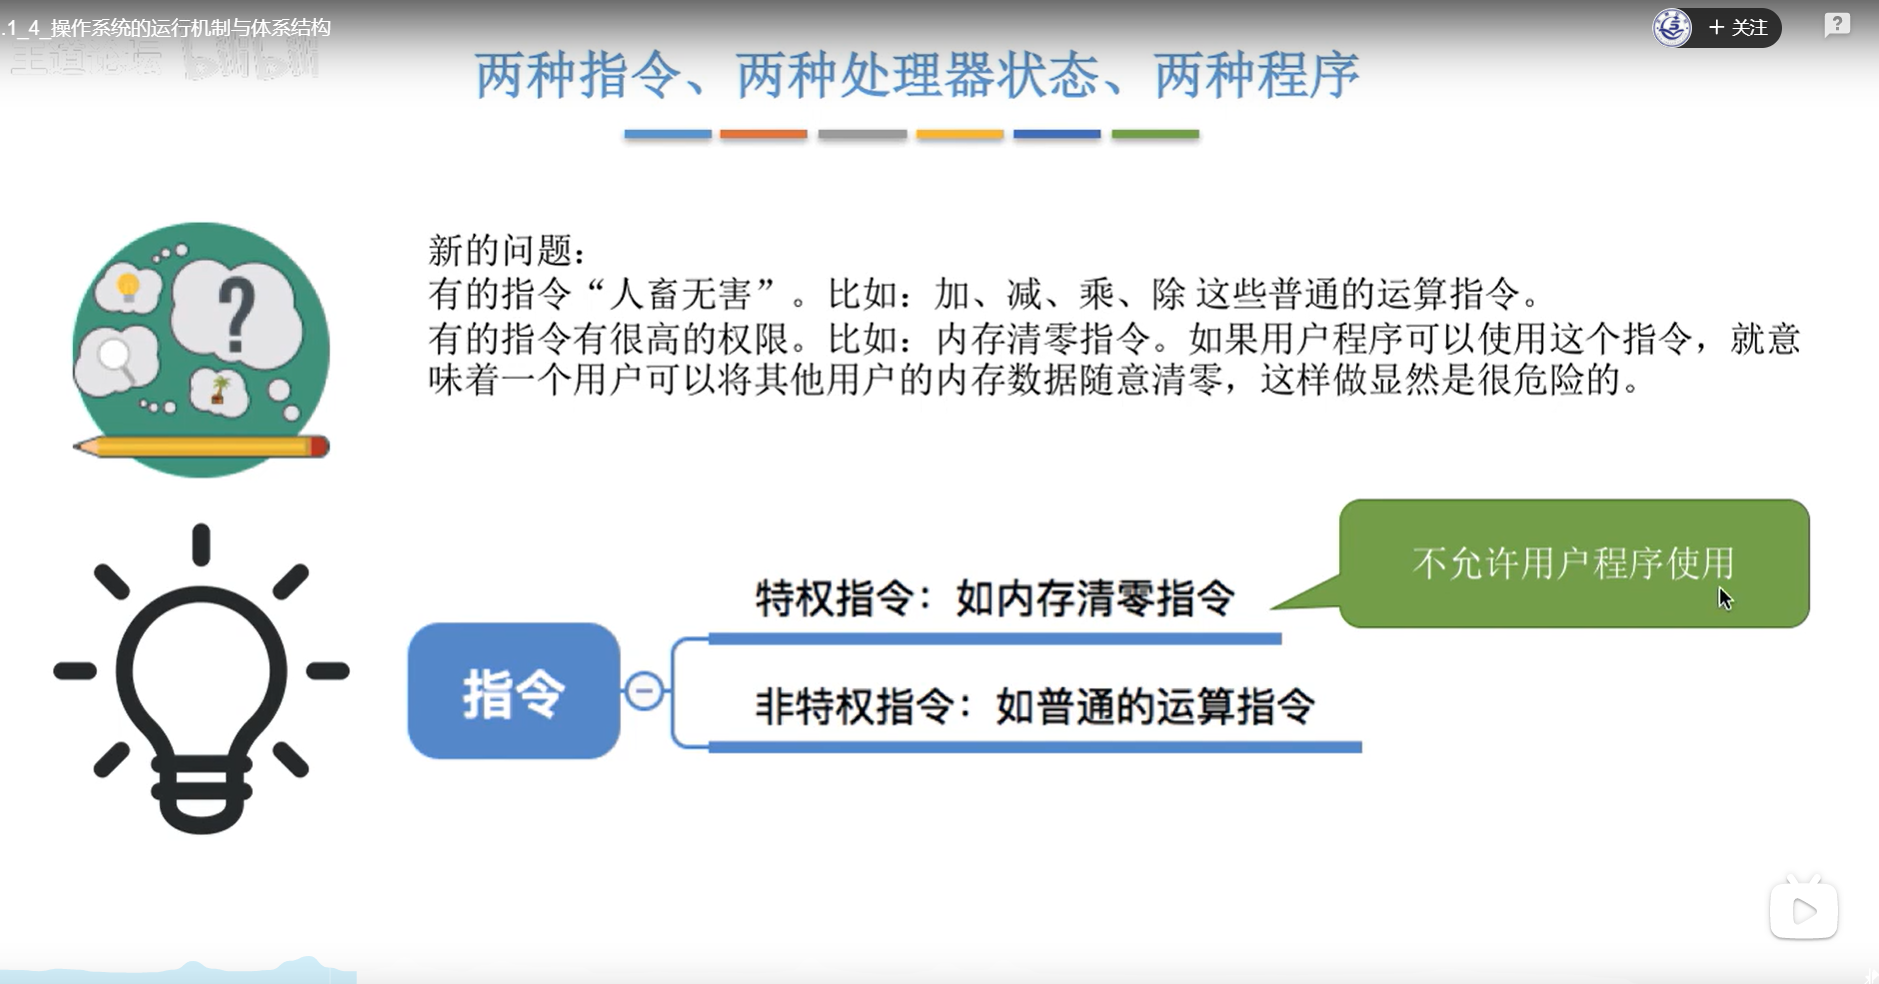 .1_4_操作系统的运行机制与体系结构
+ 关注
王道论坛 bilibili
两种指令、两种处理器状态、两种程序
新的问题：
有的指令“人畜无害”。比如：加、减、乘、除 这些普通的运算指令。
有的指令有很高的权限。比如：内存清零指令。如果用户程序可以使用这个指令，就意
味着一个用户可以将其他用户的内存数据随意清零，这样做显然是很危险的。
不允许用户程序使用
特权指令：如内存清零指令
指令
非特权指令：如普通的运算指令